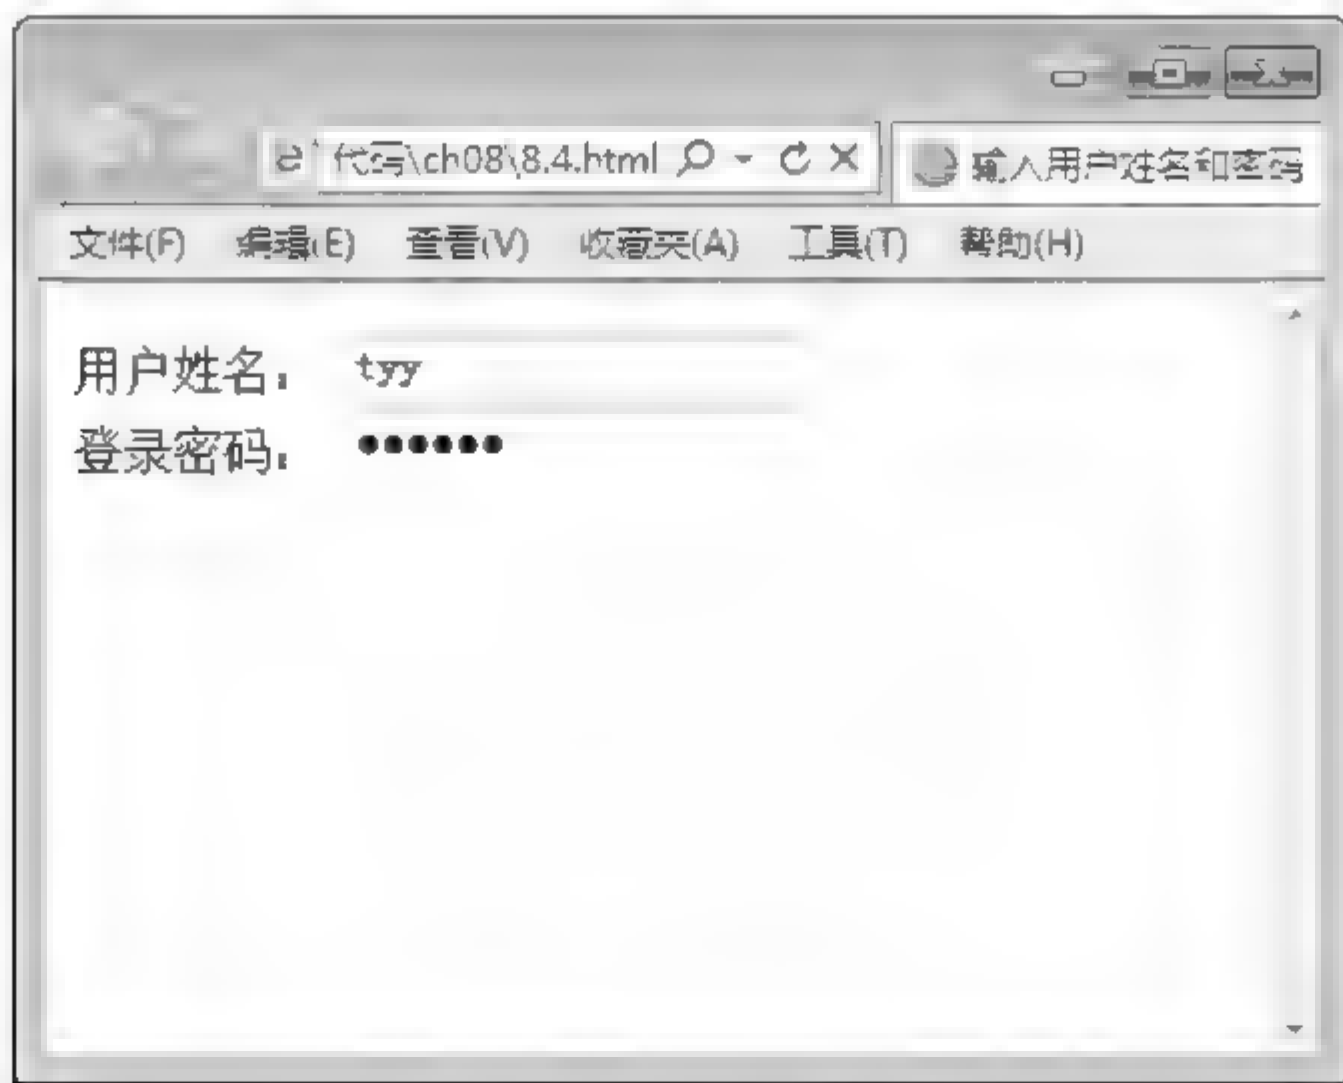 代码\ch08\8.4.html
输入用户姓名和密码
文件(F) 编辑(E) 查看(V) 收藏夹(A) 工具(T) 帮助(H)
用户姓名： tyy
登录密码： ●●●●●●